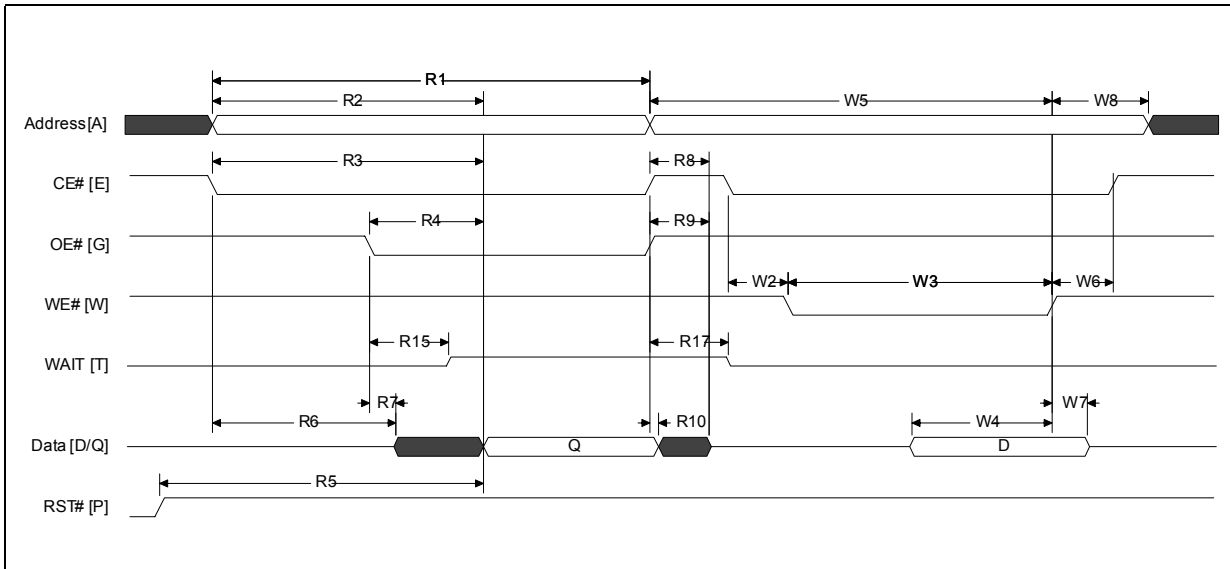 R1
R2
W5
W8
Address [A]
R3
R8
CE# [E]
R4
R9
OE# [G]
W2
W3
W6
WE# [W]
R15
R17
WAIT [T]
R7
R6
R10
W4
W7
Data [D/Q]
Q
D
R5
RST# [P]